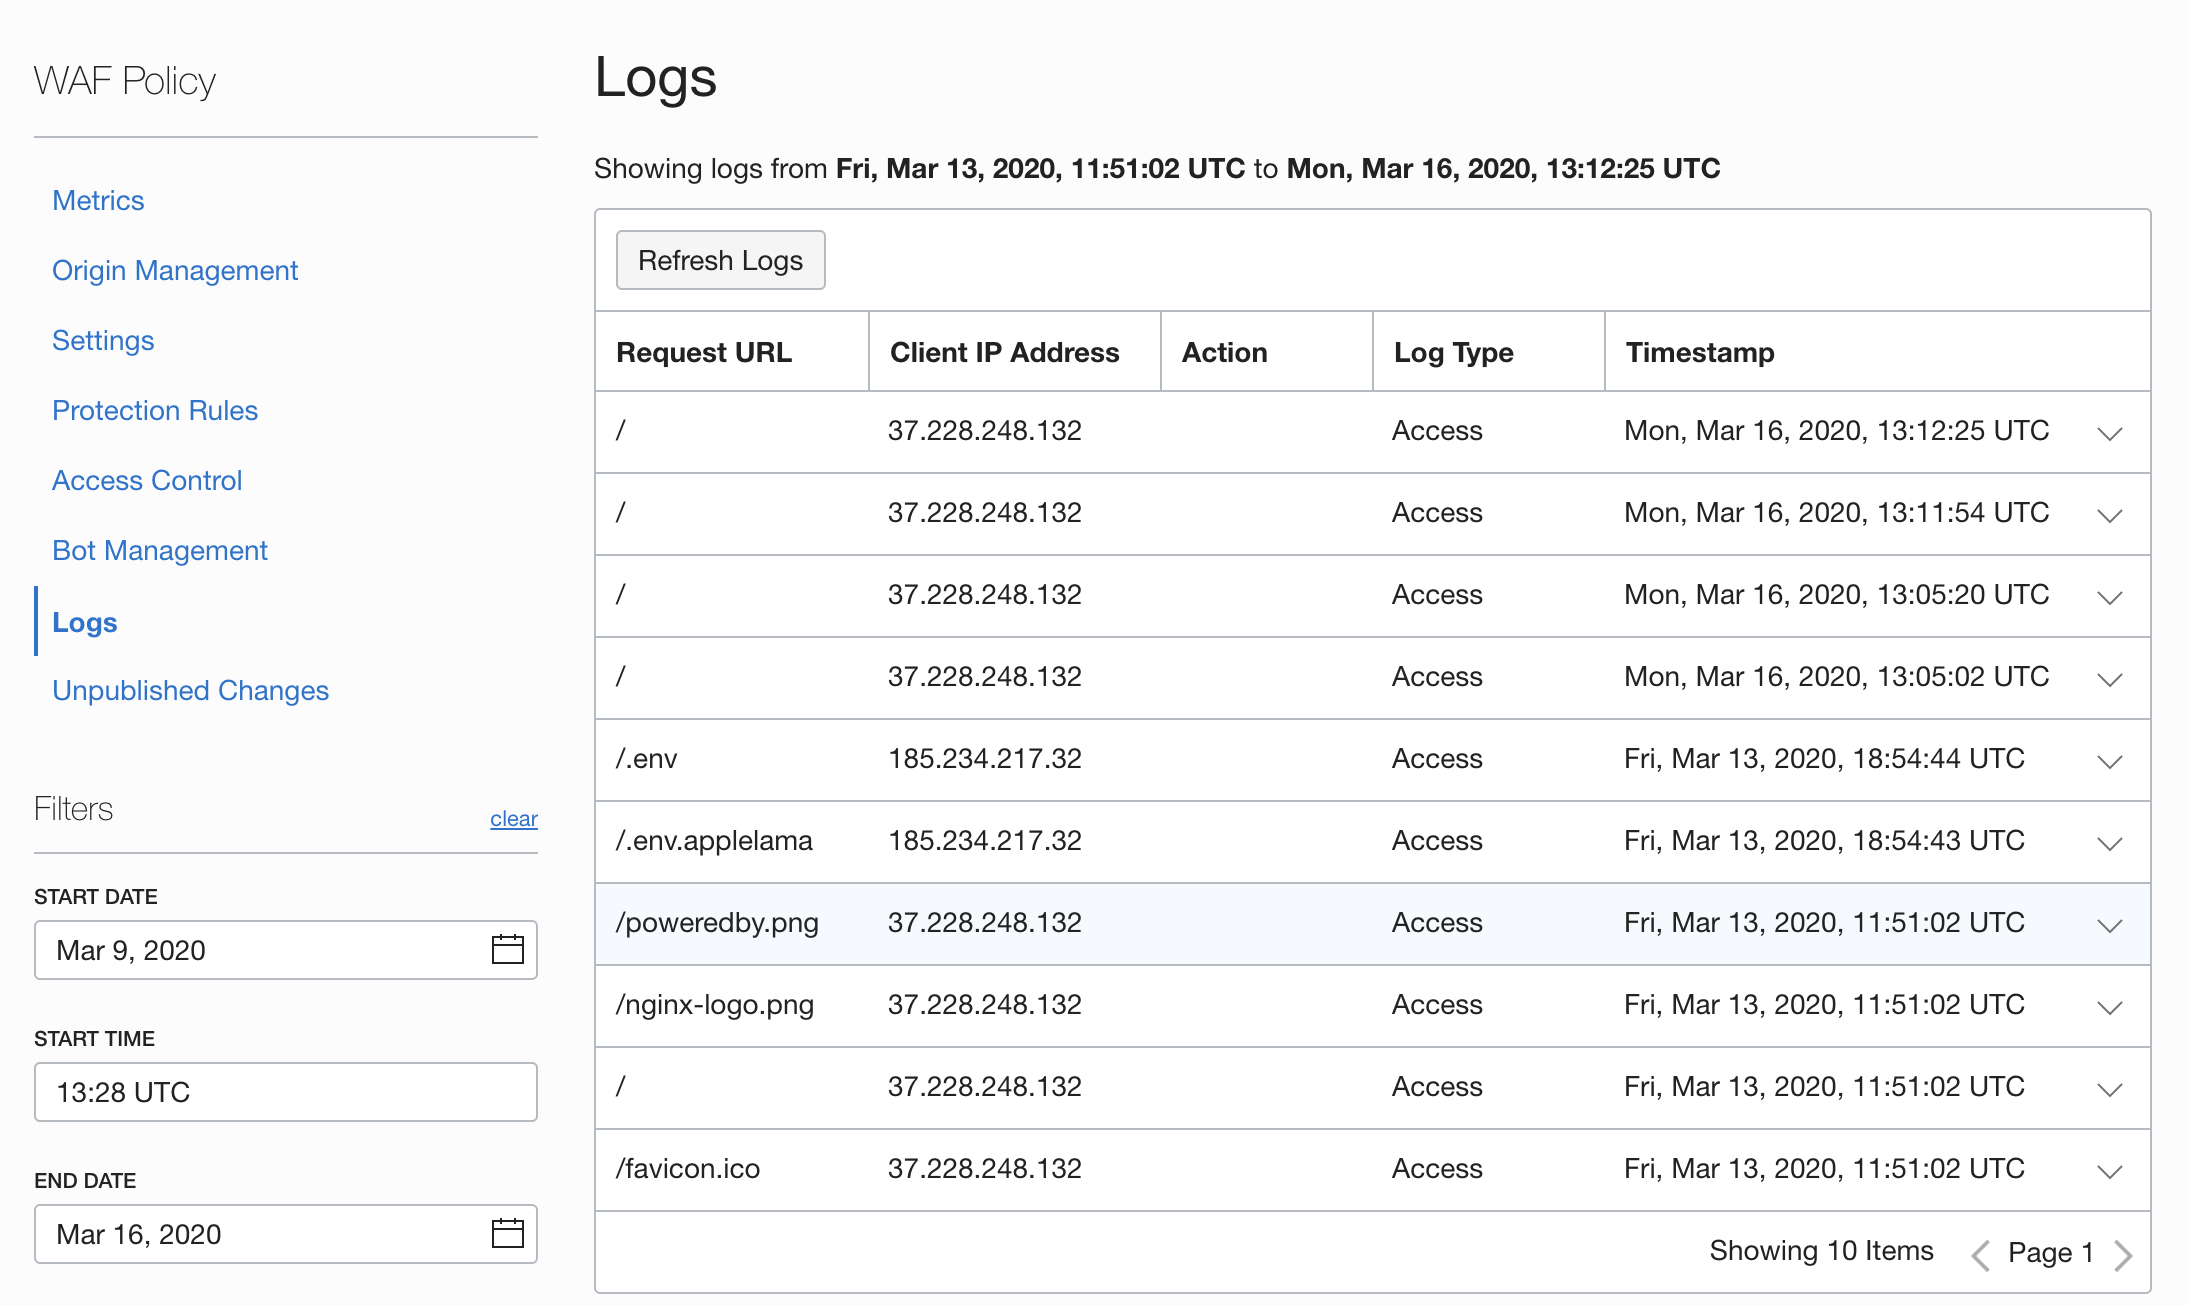 WAF Policy
Metrics
Origin Management
Settings
Protection Rules
Access Control
Bot Management
Logs
Unpublished Changes
Filters
clear
START DATE
Mar 9, 2020
START TIME
13:28 UTC
END DATE
Mar 16, 2020
Logs
Showing logs from Fri, Mar 13, 2020, 11:51:02 UTC to Mon, Mar 16, 2020, 13:12:25 UTC
Refresh Logs
Request URL Client IP Address Action Log Type Timestamp
/ 37.228.248.132 Access Mon, Mar 16, 2020, 13:12:25 UTC
/ 37.228.248.132 Access Mon, Mar 16, 2020, 13:11:54 UTC
/ 37.228.248.132 Access Mon, Mar 16, 2020, 13:05:20 UTC
/ 37.228.248.132 Access Mon, Mar 16, 2020, 13:05:02 UTC
/.env 185.234.217.32 Access Fri, Mar 13, 2020, 18:54:44 UTC
/.env.applelama 185.234.217.32 Access Fri, Mar 13, 2020, 18:54:43 UTC
/poweredby.png 37.228.248.132 Access Fri, Mar 13, 2020, 11:51:02 UTC
/nginx-logo.png 37.228.248.132 Access Fri, Mar 13, 2020, 11:51:02 UTC
/ 37.228.248.132 Access Fri, Mar 13, 2020, 11:51:02 UTC
/favicon.ico 37.228.248.132 Access Fri, Mar 13, 2020, 11:51:02 UTC
Showing 10 Items Page 1